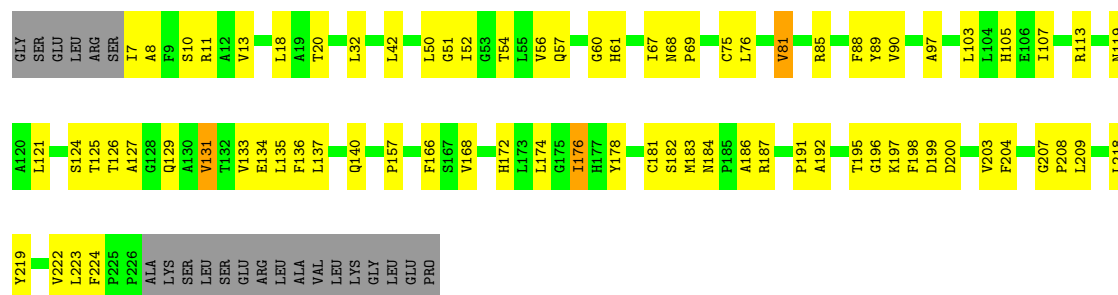 GLY SER GLU LEU ARG SER I7 A8 F9 S10 R11 A12 V13 L18 A19 T20 L32 L42 L50 G51 I52 G53 T54 L55 V56 Q57 G60 H61 I67 N68 P69 C75 L76 V81 R85 F88 Y89 V90 A97 L103 L104 H105 E106 I107 R113 N119
A120 L121 S124 T125 T126 A127 G128 Q129 A130 V131 T132 V133 E134 L135 F136 L137 Q140 P157 F166 S167 V168 H172 L173 L174 G175 I176 H177 Y178 C181 S182 M183 N184 P185 A186 R187 P191 A192 T195 G196 K197 F198 D199 D200 V203 F204 G207 P208 L209 L218
Y219 V222 L223 F224 P225 P226 ALA LYS SER LEU SER GLU ARG LEU ALA VAL LEU LYS GLY LEU GLU PRO